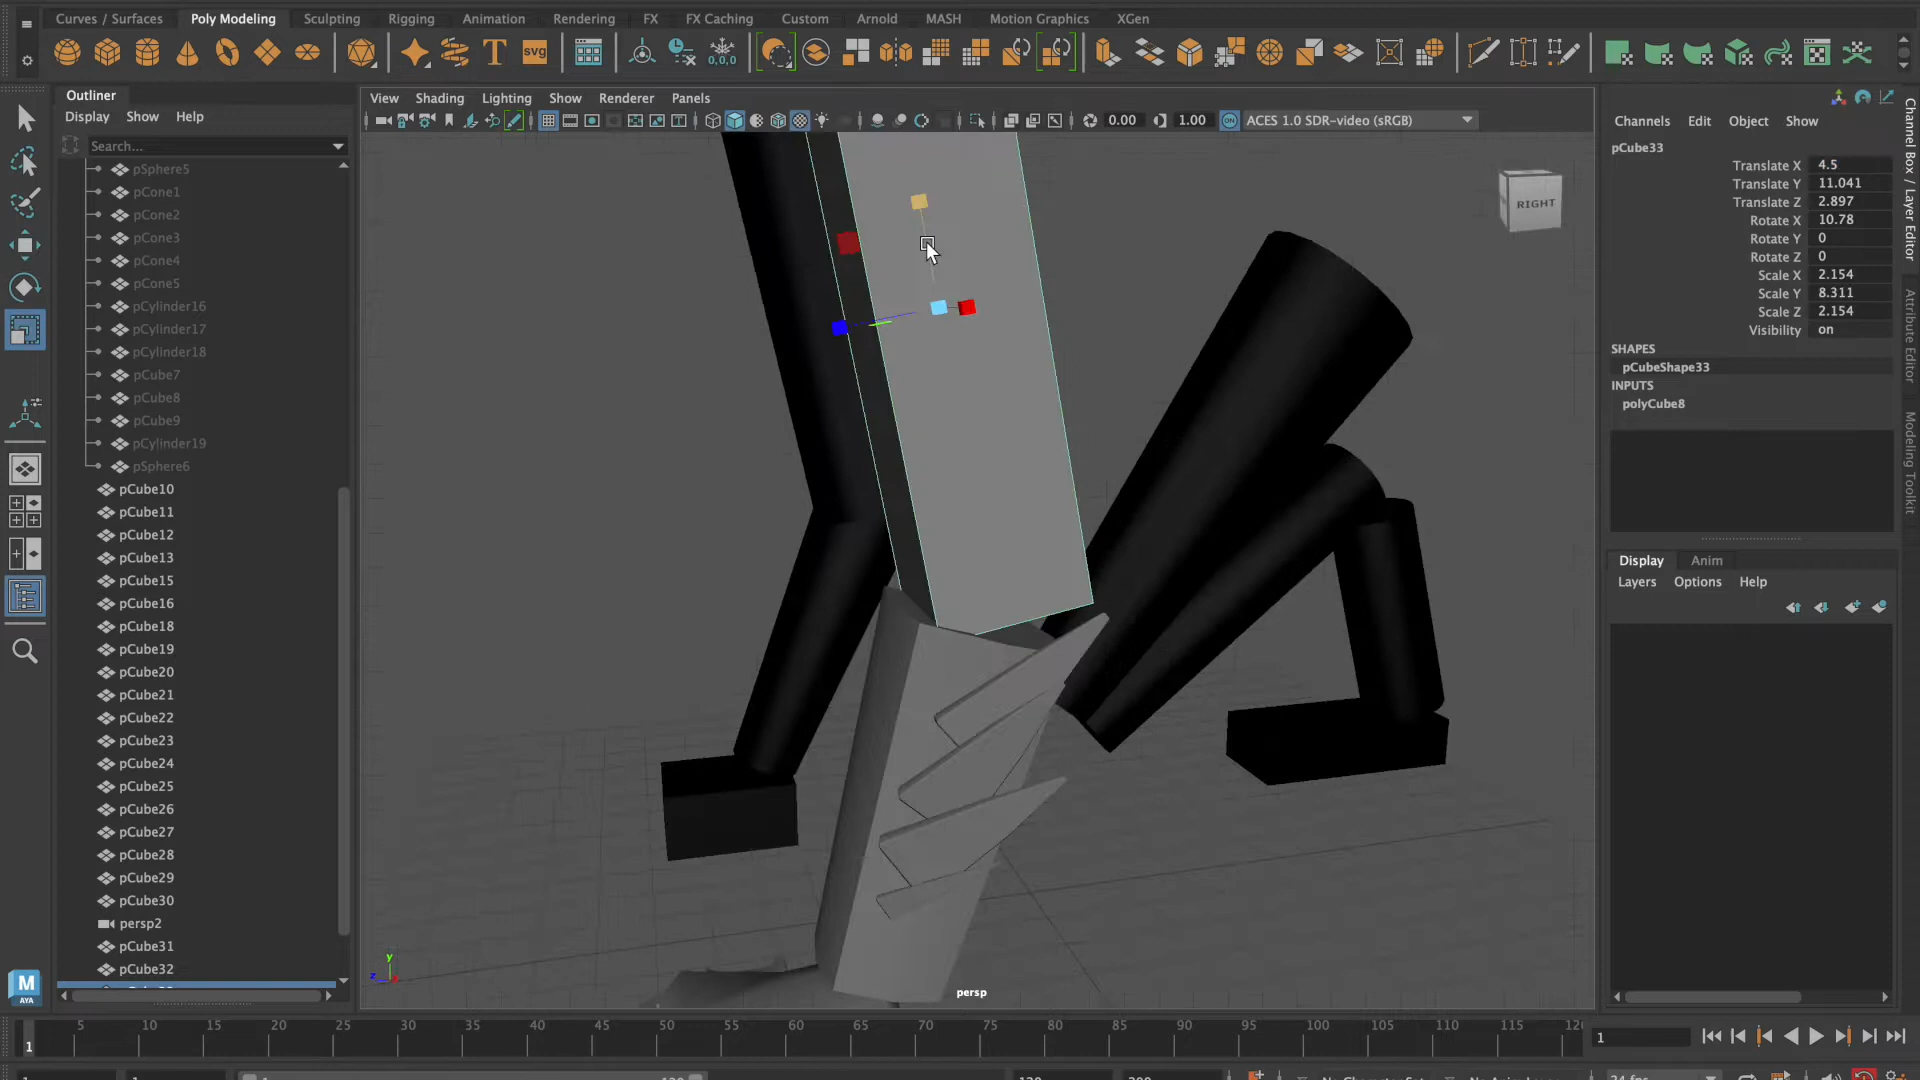 Curves / Surfaces Poly Modeling Sculpting Rigging Animation Rendering FX FX Caching Custom Arnold MASH Motion Graphics XGen
T svg 0,0,0
Outliner
Display Show Help
Search...
pSphere5
pCone1
pCone2
pCone3
pCone4
pCone5
pCylinder16
pCylinder17
pCylinder18
pCube7
pCube8
pCube9
pCylinder19
pSphere6
pCube10
pCube11
pCube12
pCube13
pCube15
pCube16
pCube18
pCube19
pCube20
pCube21
pCube22
pCube23
pCube24
pCube25
pCube26
pCube27
pCube28
pCube29
pCube30
persp2
pCube31
pCube32
M
AYA
View Shading Lighting Show Renderer Panels
0.00 1.00 ON ACES 1.0 SDR-video (sRGB)
RIGHT
y
z
persp
Channels Edit Object Show
pCube33
Translate X 4.5
Translate Y 11.041
Translate Z 2.897
Rotate X 10.78
Rotate Y 0
Rotate Z 0
Scale X 2.154
Scale Y 8.311
Scale Z 2.154
Visibility on
SHAPES
pCubeShape33
INPUTS
polyCube8
Display Anim
Layers Options Help
Channel Box / Layer Editor
Attribute Editor
Modeling Toolkit
5 10 15 20 25 30 35 40 45 50 55 60 65 70 75 80 85 90 95 100 105 110 115
1
1